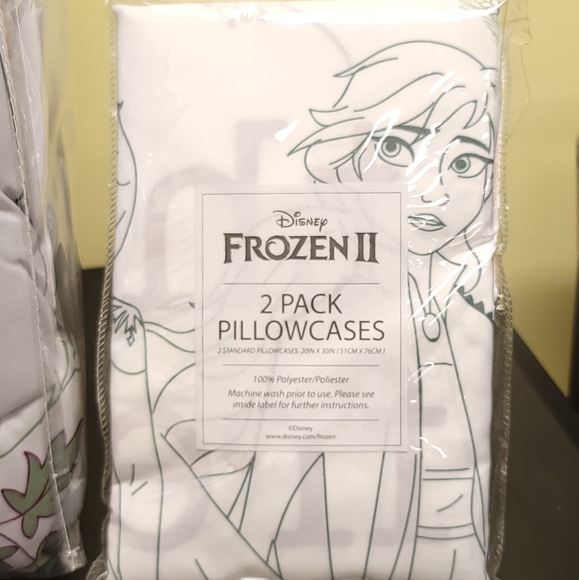 Disney
FROZEN II
2 PACK
PILLOWCASES
2 STANDARD PILLOWCASES: 20IN X 30IN ( 51CM X 76CM )
100% Polyester/Poliester
Machine wash prior to use. Please see
inside label for further instructions.
©Disney
www.disney.com/frozen